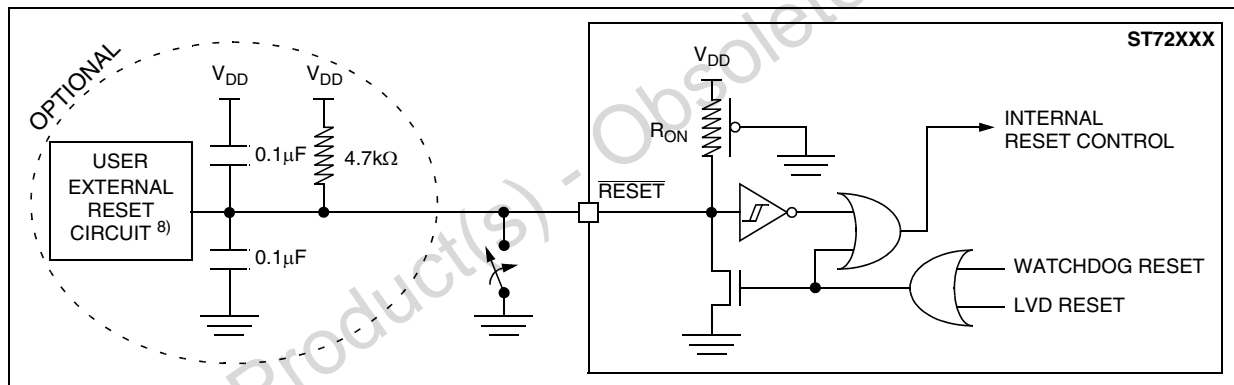 Product(s) - Obsolete
ST72XXX
OPTIONAL
VDD
VDD
0.1μF
4.7kΩ
USER
EXTERNAL
RESET
CIRCUIT 8)
0.1μF
RESET
VDD
RON
INTERNAL
RESET CONTROL
WATCHDOG RESET
LVD RESET